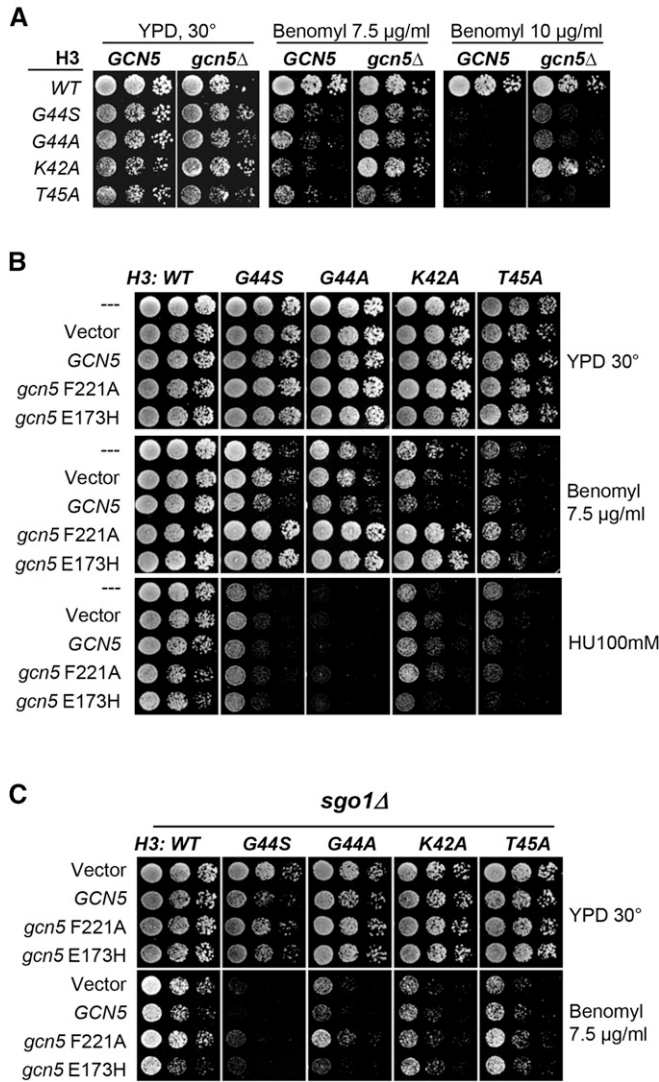 A
YPD, 30° Benomyl 7.5 µg/ml Benomyl 10 µg/ml
H3 GCN5 gcn5Δ GCN5 gcn5Δ GCN5 gcn5Δ
WT
G44S
G44A
K42A
T45A
B
H3: WT G44S G44A K42A T45A
---
Vector
GCN5
gcn5 F221A
gcn5 E173H
YPD 30°
---
Vector
GCN5
gcn5 F221A
gcn5 E173H
Benomyl
7.5 µg/ml
---
Vector
GCN5
gcn5 F221A
gcn5 E173H
HU100mM
C
sgo1Δ
H3: WT G44S G44A K42A T45A
Vector
GCN5
gcn5 F221A
gcn5 E173H
YPD 30°
Vector
GCN5
gcn5 F221A
gcn5 E173H
Benomyl
7.5 µg/ml